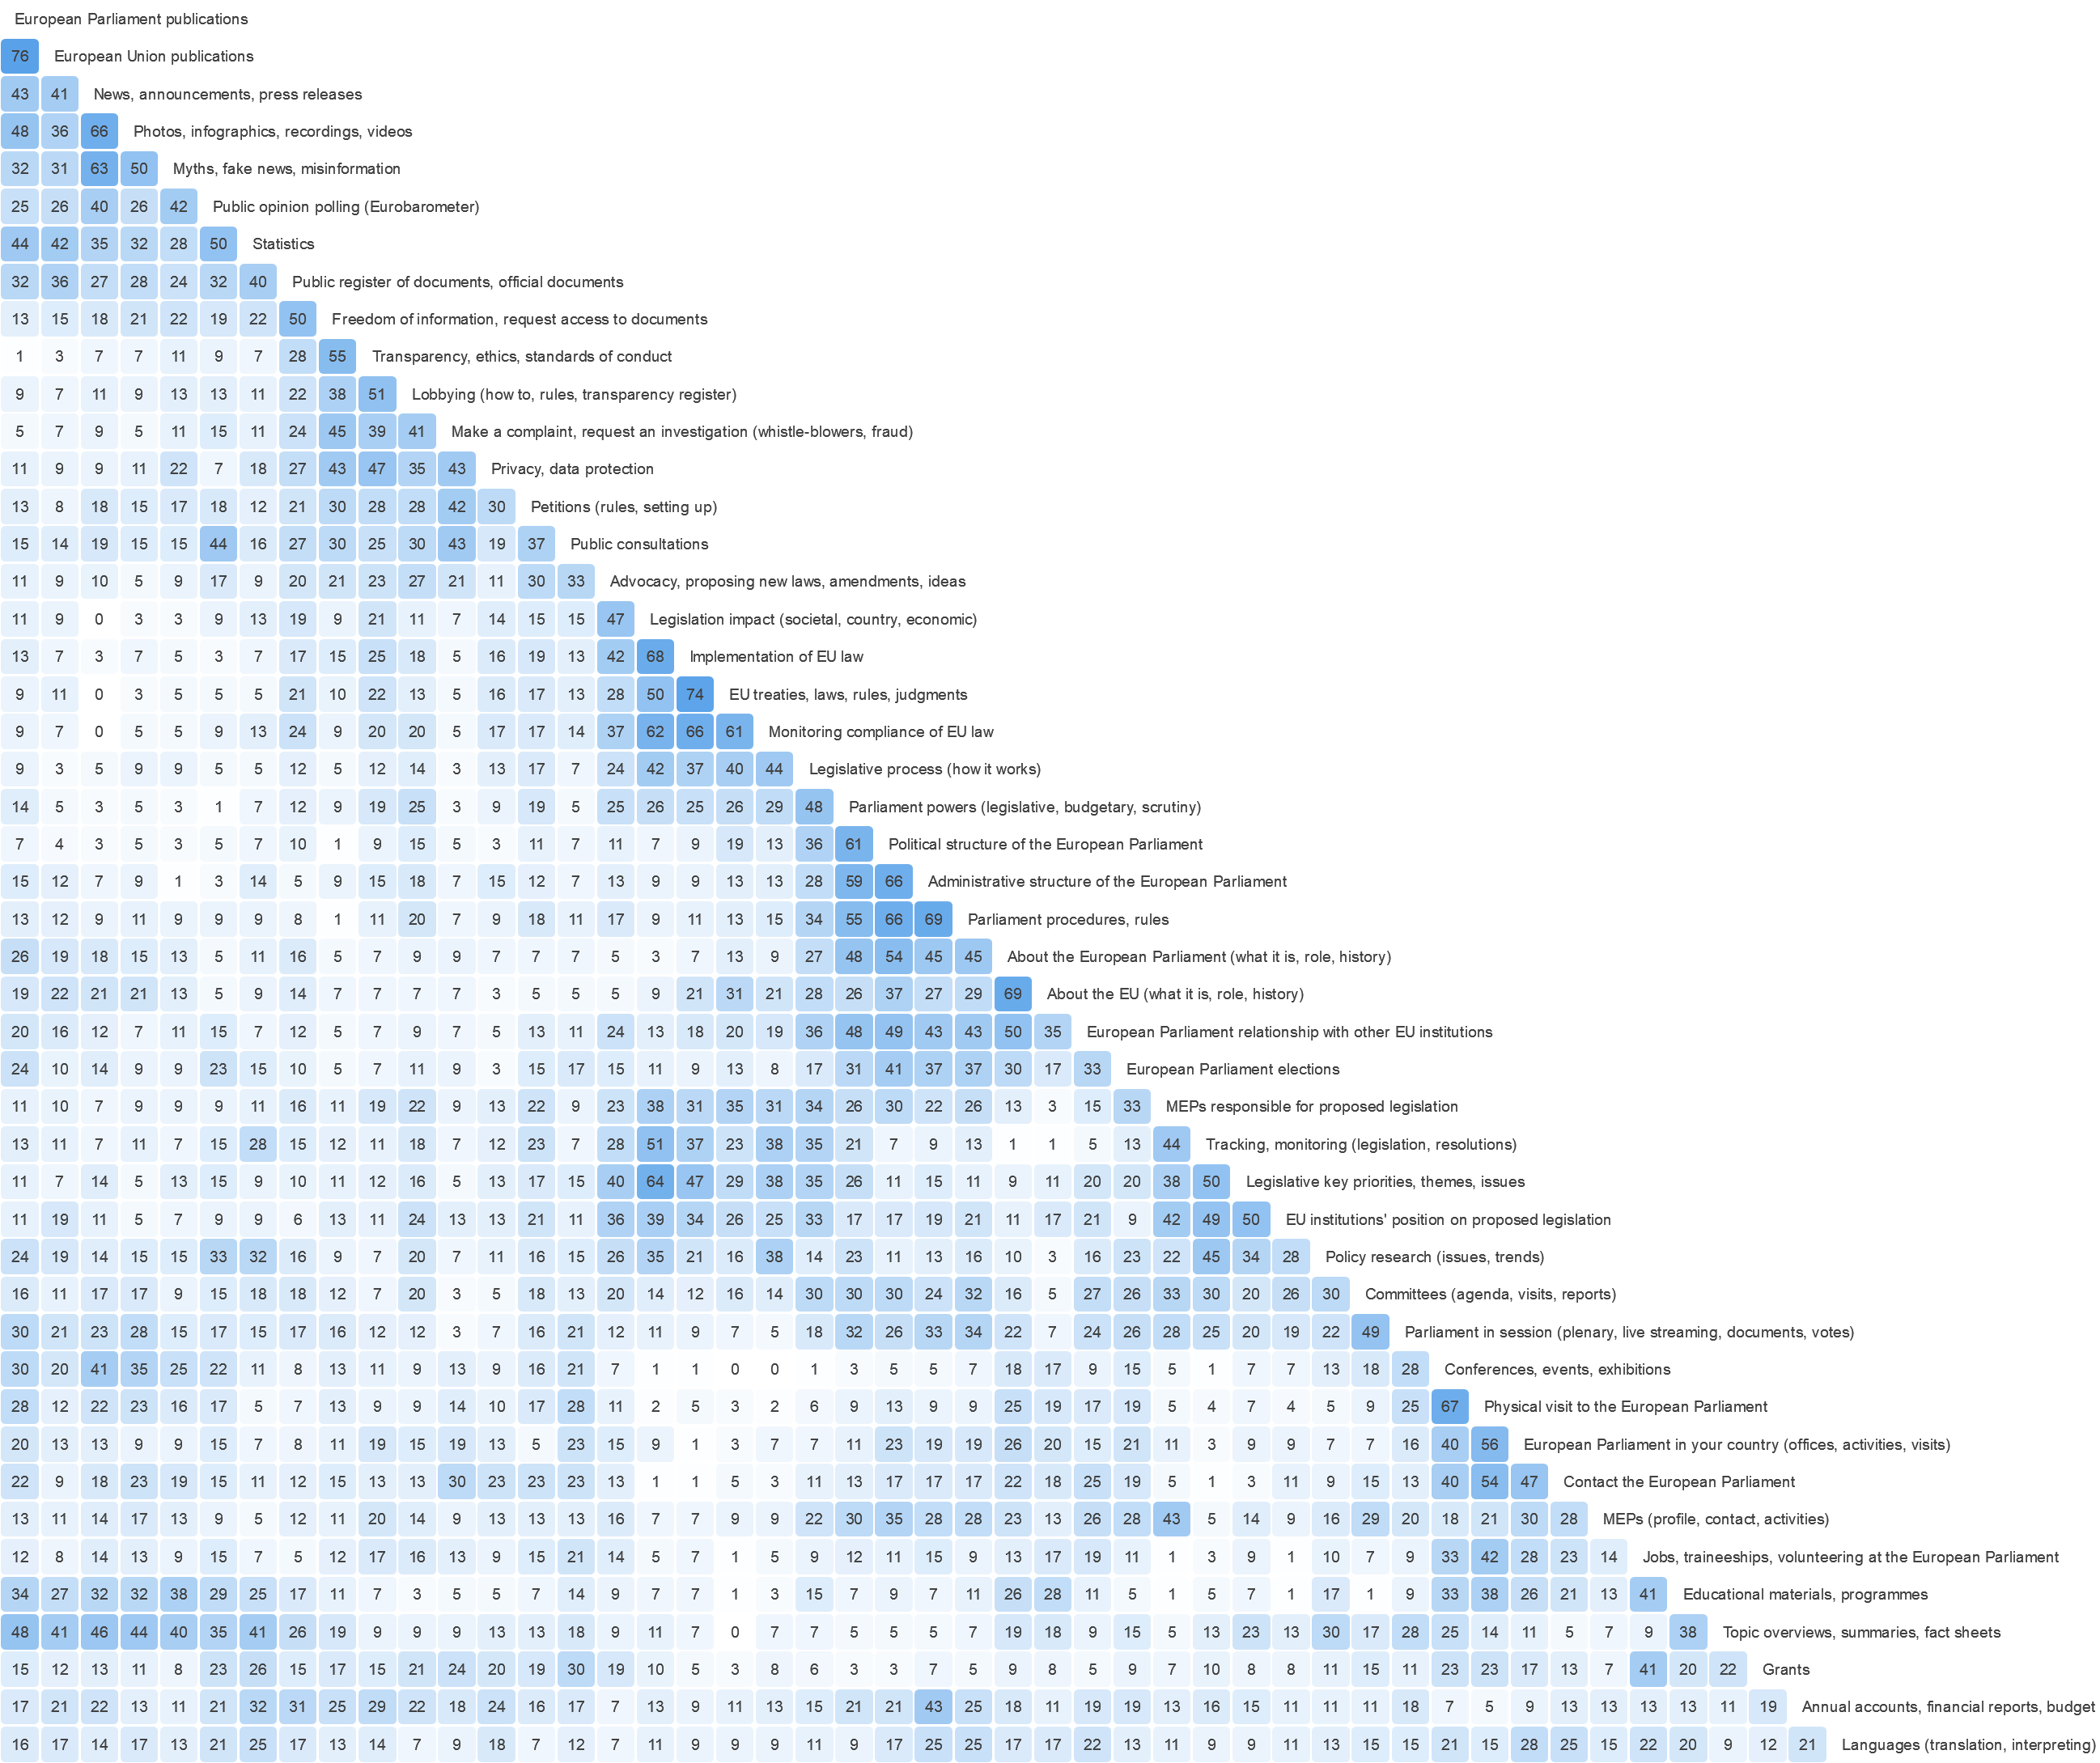 European Parliament publications
76 European Union publications
43 41 News, announcements, press releases
48 36 66 Photos, infographics, recordings, videos
32 31 63 50 Myths, fake news, misinformation
25 26 40 26 42 Public opinion polling (Eurobarometer)
44 42 35 32 28 50 Statistics
32 36 27 28 24 32 40 Public register of documents, official documents
13 15 18 21 22 19 22 50 Freedom of information, request access to documents
1 3 7 7 11 9 7 28 55 Transparency, ethics, standards of conduct
9 7 11 9 13 13 11 22 38 51 Lobbying (how to, rules, transparency register)
5 7 9 5 11 15 11 24 45 39 41 Make a complaint, request an investigation (whistle-blowers, fraud)
11 9 9 11 22 7 18 27 43 47 35 43 Privacy, data protection
13 8 18 15 17 18 12 21 30 28 28 42 30 Petitions (rules, setting up)
15 14 19 15 15 44 16 27 30 25 30 43 19 37 Public consultations
11 9 10 5 9 17 9 20 21 23 27 21 11 30 33 Advocacy, proposing new laws, amendments, ideas
11 9 0 3 3 9 13 19 9 21 11 7 14 15 15 47 Legislation impact (societal, country, economic)
13 7 3 7 5 3 7 17 15 25 18 5 16 19 13 42 68 Implementation of EU law
9 11 0 3 5 5 5 21 10 22 13 5 16 17 13 28 50 74 EU treaties, laws, rules, judgments
9 7 0 5 5 9 13 24 9 20 20 5 17 17 14 37 62 66 61 Monitoring compliance of EU law
9 3 5 9 9 5 5 12 5 12 14 3 13 17 7 24 42 37 40 44 Legislative process (how it works)
14 5 3 5 3 1 7 12 9 19 25 3 9 19 5 25 26 25 26 29 48 Parliament powers (legislative, budgetary, scrutiny)
7 4 3 5 3 5 7 10 1 9 15 5 3 11 7 11 7 9 19 13 36 61 Political structure of the European Parliament
15 12 7 9 1 3 14 5 9 15 18 7 15 12 7 13 9 9 13 13 28 59 66 Administrative structure of the European Parliament
13 12 9 11 9 9 9 8 1 11 20 7 9 18 11 17 9 11 13 15 34 55 66 69 Parliament procedures, rules
26 19 18 15 13 5 11 16 5 7 9 9 7 7 7 5 3 7 13 9 27 48 54 45 45 About the European Parliament (what it is, role, history)
19 22 21 21 13 5 9 14 7 7 7 7 3 5 5 5 9 21 31 21 28 26 37 27 29 69 About the EU (what it is, role, history)
20 16 12 7 11 15 7 12 5 7 9 7 5 13 11 24 13 18 20 19 36 48 49 43 43 50 35 European Parliament relationship with other EU institutions
24 10 14 9 9 23 15 10 5 7 11 9 3 15 17 15 11 9 13 8 17 31 41 37 37 30 17 33 European Parliament elections
11 10 7 9 9 9 11 16 11 19 22 9 13 22 9 23 38 31 35 31 34 26 30 22 26 13 3 15 33 MEPs responsible for proposed legislation
13 11 7 11 7 15 28 15 12 11 18 7 12 23 7 28 51 37 23 38 35 21 7 9 13 1 1 5 13 44 Tracking, monitoring (legislation, resolutions)
11 7 14 5 13 15 9 10 11 12 16 5 13 17 15 40 64 47 29 38 35 26 11 15 11 9 11 20 20 38 50 Legislative key priorities, themes, issues
11 19 11 5 7 9 9 6 13 11 24 13 13 21 11 36 39 34 26 25 33 17 17 19 21 11 17 21 9 42 49 50 EU institutions' position on proposed legislation
24 19 14 15 15 33 32 16 9 7 20 7 11 16 15 26 35 21 16 38 14 23 11 13 16 10 3 16 23 22 45 34 28 Policy research (issues, trends)
16 11 17 17 9 15 18 18 12 7 20 3 5 18 13 20 14 12 16 14 30 30 30 24 32 16 5 27 26 33 30 20 26 30 Committees (agenda, visits, reports)
30 21 23 28 15 17 15 17 16 12 12 3 7 16 21 12 11 9 7 5 18 32 26 33 34 22 7 24 26 28 25 20 19 22 49 Parliament in session (plenary, live streaming, documents, votes)
30 20 41 35 25 22 11 8 13 11 9 13 9 16 21 7 1 1 0 0 1 3 5 5 7 18 17 9 15 5 1 7 7 13 18 28 Conferences, events, exhibitions
28 12 22 23 16 17 5 7 13 9 9 14 10 17 28 11 2 5 3 2 6 9 13 9 9 25 19 17 19 5 4 7 4 5 9 25 67 Physical visit to the European Parliament
20 13 13 9 9 15 7 8 11 19 15 19 13 5 23 15 9 1 3 7 7 11 23 19 19 26 20 15 21 11 3 9 9 7 7 16 40 56 European Parliament in your country (offices, activities, visits)
22 9 18 23 19 15 11 12 15 13 13 30 23 23 23 13 1 1 5 3 11 13 17 17 17 22 18 25 19 5 1 3 11 9 15 13 40 54 47 Contact the European Parliament
13 11 14 17 13 9 5 12 11 20 14 9 13 13 13 16 7 7 9 9 22 30 35 28 28 23 13 26 28 43 5 14 9 16 29 20 18 21 30 28 MEPs (profile, contact, activities)
12 8 14 13 9 15 7 5 12 17 16 13 9 15 21 14 5 7 1 5 9 12 11 15 9 13 17 19 11 1 3 9 1 10 7 9 33 42 28 23 14 Jobs, traineeships, volunteering at the European Parliament
34 27 32 32 38 29 25 17 11 7 3 5 5 7 14 9 7 7 1 3 15 7 9 7 11 26 28 11 5 1 5 7 1 17 1 9 33 38 26 21 13 41 Educational materials, programmes
48 41 46 44 40 35 41 26 19 9 9 9 13 13 18 9 11 7 0 7 7 5 5 5 7 19 18 9 15 5 13 23 13 30 17 28 25 14 11 5 7 9 38 Topic overviews, summaries, fact sheets
15 12 13 11 8 23 26 15 17 15 21 24 20 19 30 19 10 5 3 8 6 3 3 7 5 9 8 5 9 7 10 8 8 11 15 11 23 23 17 13 7 41 20 22 Grants
17 21 22 13 11 21 32 31 25 29 22 18 24 16 17 7 13 9 11 13 15 21 21 43 25 18 11 19 19 13 16 15 11 11 11 18 7 5 9 13 13 13 13 11 19 Annual accounts, financial reports, budget
16 17 14 17 13 21 25 17 13 14 7 9 18 7 12 7 11 9 9 9 11 9 17 25 25 17 17 22 13 11 9 9 11 13 15 15 21 15 28 25 15 22 20 9 12 21 Languages (translation, interpreting)